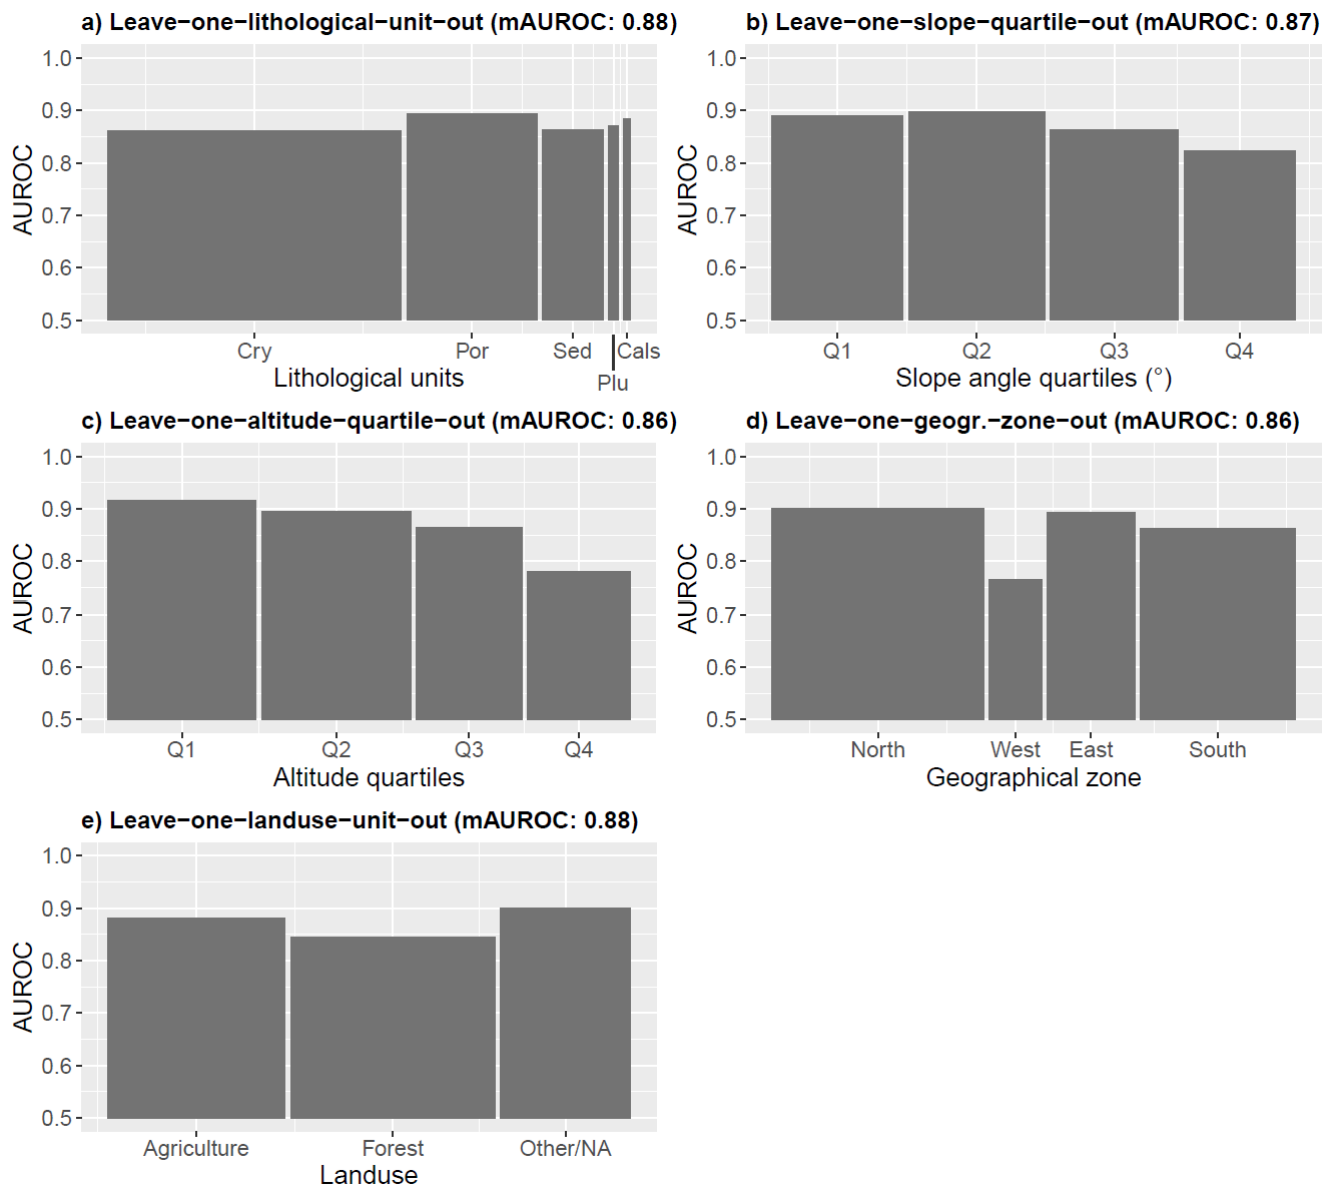 a) Leave−one−lithological−unit−out (mAUROC: 0.88)
1.0
0.9
0.8
0.7
0.6
0.5
AUROC
Cry Por Sed Cals
Plu
Lithological units
b) Leave−one−slope−quartile−out (mAUROC: 0.87)
1.0
0.9
0.8
0.7
0.6
0.5
AUROC
Q1 Q2 Q3 Q4
Slope angle quartiles (°)
c) Leave−one−altitude−quartile−out (mAUROC: 0.86)
1.0
0.9
0.8
0.7
0.6
0.5
AUROC
Q1 Q2 Q3 Q4
Altitude quartiles
d) Leave−one−geogr.−zone−out (mAUROC: 0.86)
1.0
0.9
0.8
0.7
0.6
0.5
AUROC
North West East South
Geographical zone
e) Leave−one−landuse−unit−out (mAUROC: 0.88)
1.0
0.9
0.8
0.7
0.6
0.5
AUROC
Agriculture Forest Other/NA
Landuse